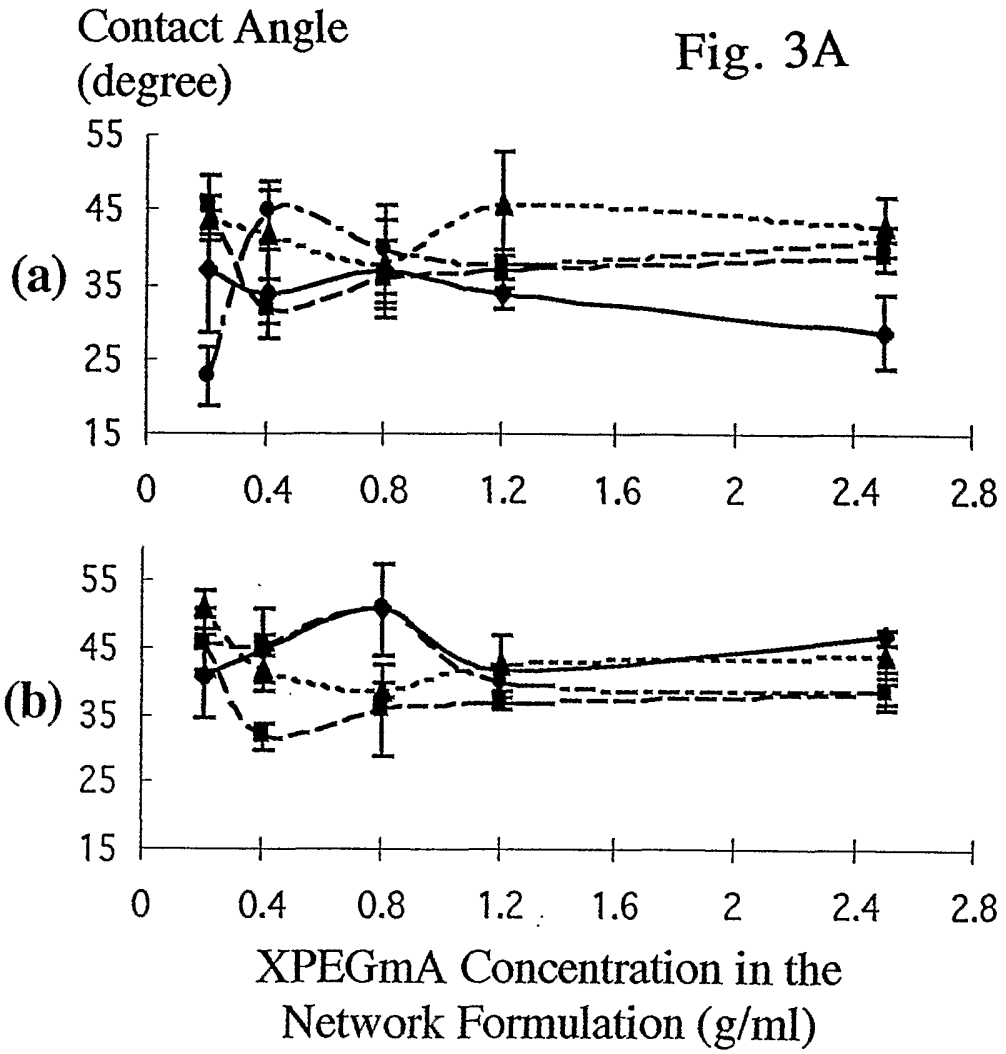 Contact Angle
(degree)
Fig. 3A
(a)
55
45
35
25
15
0 0.4 0.8 1.2 1.6 2 2.4 2.8
(b)
55
45
35
25
15
0 0.4 0.8 1.2 1.6 2 2.4 2.8
XPEGmA Concentration in the
Network Formulation (g/ml)